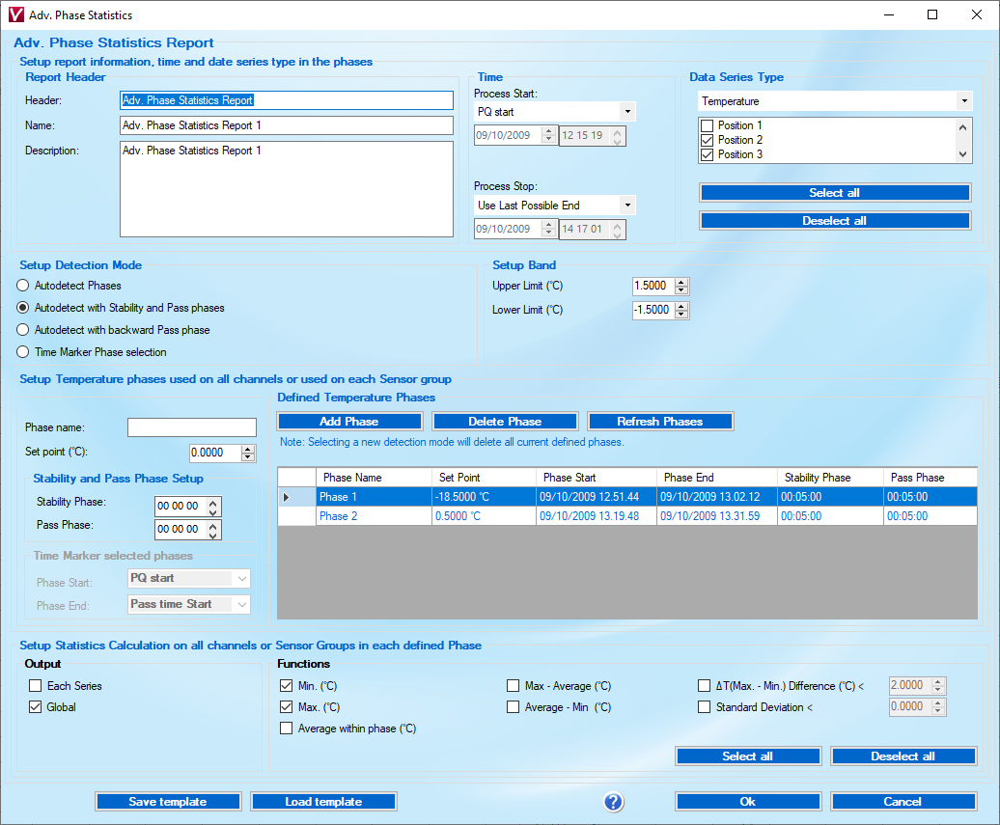 Adv. Phase Statistics
Adv. Phase Statistics Report
Setup report information, time and date series type in the phases
Report Header
Header: Adv. Phase Statistics Report
Name: Adv. Phase Statistics Report 1
Description: Adv. Phase Statistics Report 1
Time
Process Start:
PQ start
09/10/2009 12 15 19
Process Stop:
Use Last Possible End
09/10/2009 14 17 01
Data Series Type
Temperature
Position 1
Position 2
Position 3
Select all
Deselect all
Setup Detection Mode
Autodetect Phases
Autodetect with Stability and Pass phases
Autodetect with backward Pass phase
Time Marker Phase selection
Setup Band
Upper Limit (°C) 1.5000
Lower Limit (°C) -1.5000
Setup Temperature phases used on all channels or used on each Sensor group
Phase name:
Set point (°C): 0.0000
Stability and Pass Phase Setup
Stability Phase: 00 00 00
Pass Phase: 00 00 00
Time Marker selected phases
Phase Start: PQ start
Phase End: Pass time Start
Defined Temperature Phases
Add Phase Delete Phase Refresh Phases
Note: Selecting a new detection mode will delete all current defined phases.
Phase Name Set Point Phase Start Phase End Stability Phase Pass Phase
Phase 1 -18.5000 °C 09/10/2009 12.51.44 09/10/2009 13.02.12 00:05:00 00:05:00
Phase 2 0.5000 °C 09/10/2009 13.19.48 09/10/2009 13.31.59 00:05:00 00:05:00
Setup Statistics Calculation on all channels or Sensor Groups in each defined Phase
Output
Each Series
Global
Functions
Min. (°C) Max - Average (°C) ΔT(Max. - Min.) Difference (°C) < 2.0000
Max. (°C) Average - Min (°C) Standard Deviation < 0.0000
Average within phase (°C)
Select all Deselect all
Save template Load template ? Ok Cancel